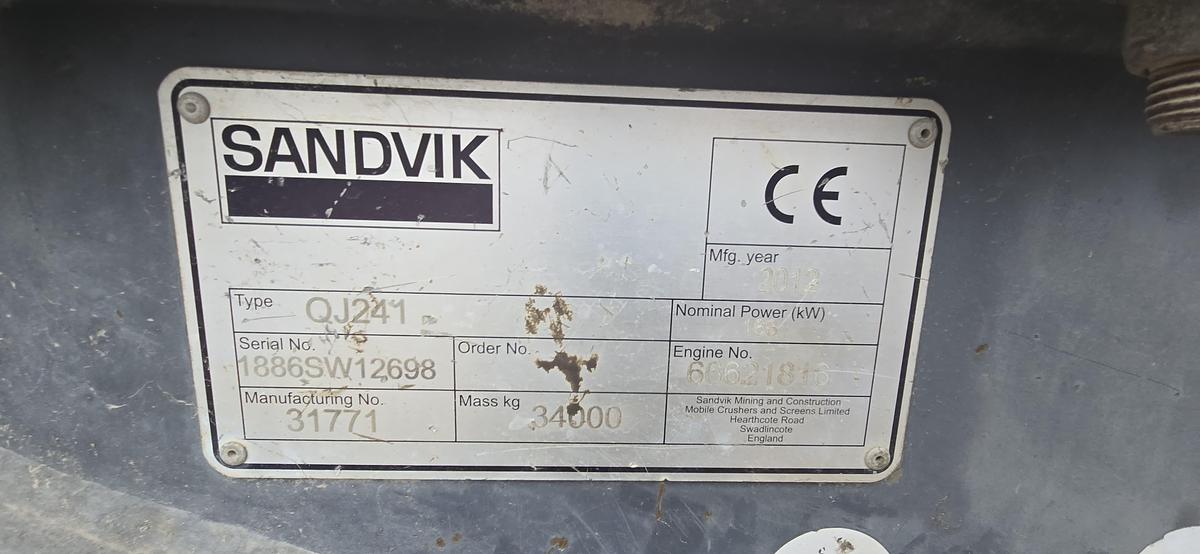 SANDVIK
CE
Mfg. year
2012
Type
QJ241
Nominal Power (kW)
Serial No.
1886SW12698
Order No.
Engine No.
Manufacturing No.
31771
Mass kg
34000
Sandvik Mining and Construction
Mobile Crushers and Screens Limited
Hearthcote Road
Swadlincote
England